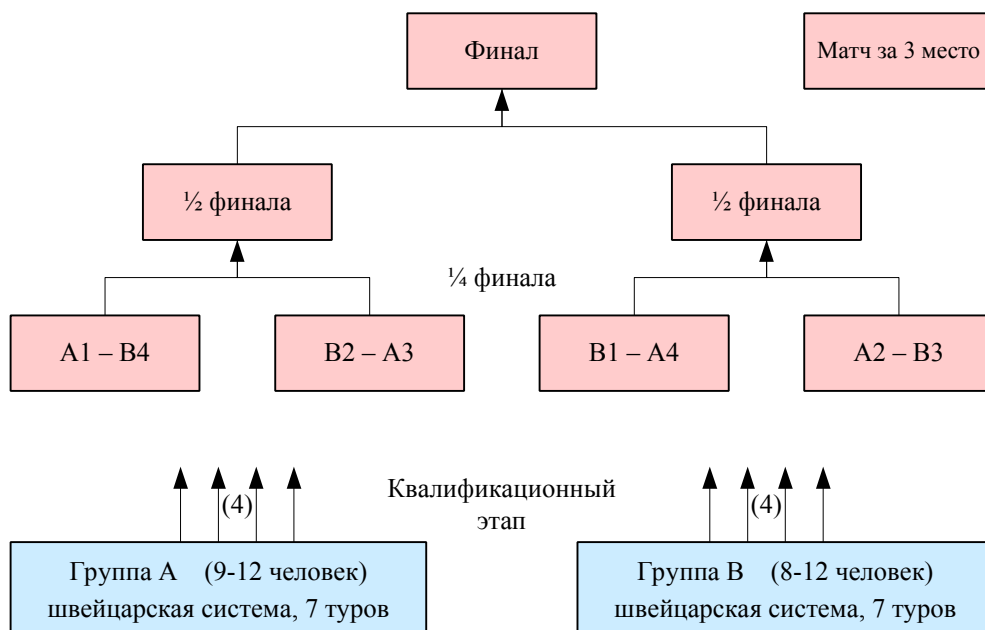 Финал
Матч за 3 место
½ финала
½ финала
¼ финала
A1 – B4
B2 – A3
B1 – A4
A2 – B3
(4)
Квалификационный
этап
(4)
Группа A (9-12 человек)
швейцарская система, 7 туров
Группа B (8-12 человек)
швейцарская система, 7 туров